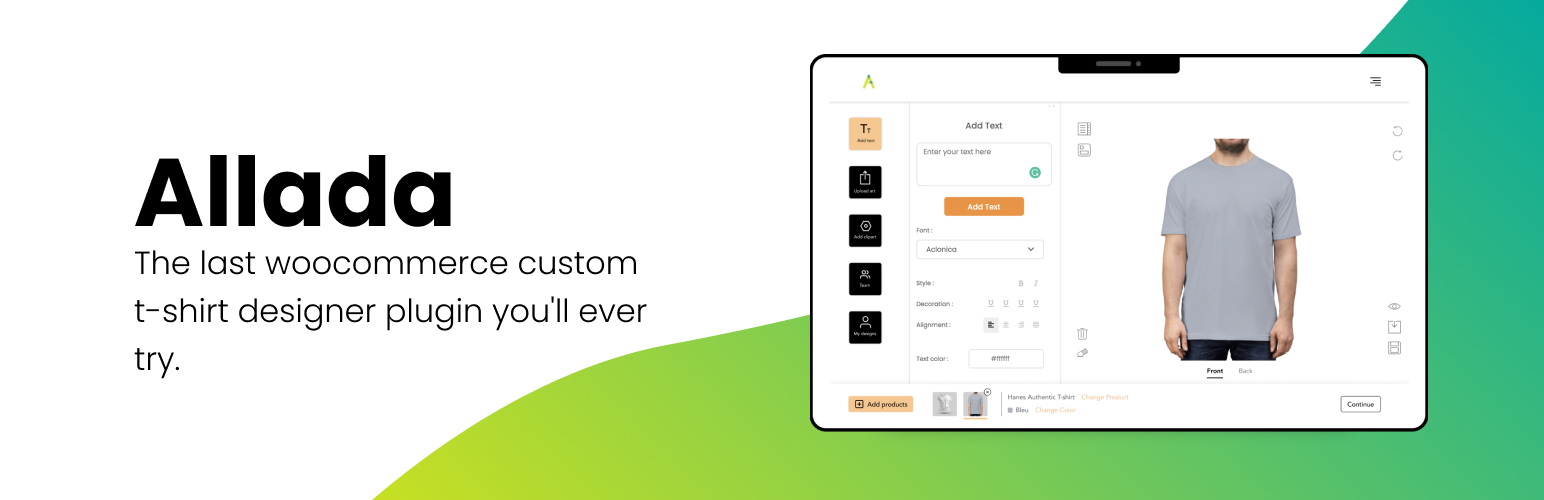 Allada
The last woocommerce custom
t-shirt designer plugin you'll ever
try.
Tт
Add text
Upload art
Add clipart
Team
My designs
Add Text
Enter your text here
Add Text
Font :
Aclonica
Style :
B I
Decoration :
U U U U
Alignment :
Text color :
#ffffff
Front Back
Add products
Hanes Authentic T-shirt Change Product
Bleu Change Color
Continue